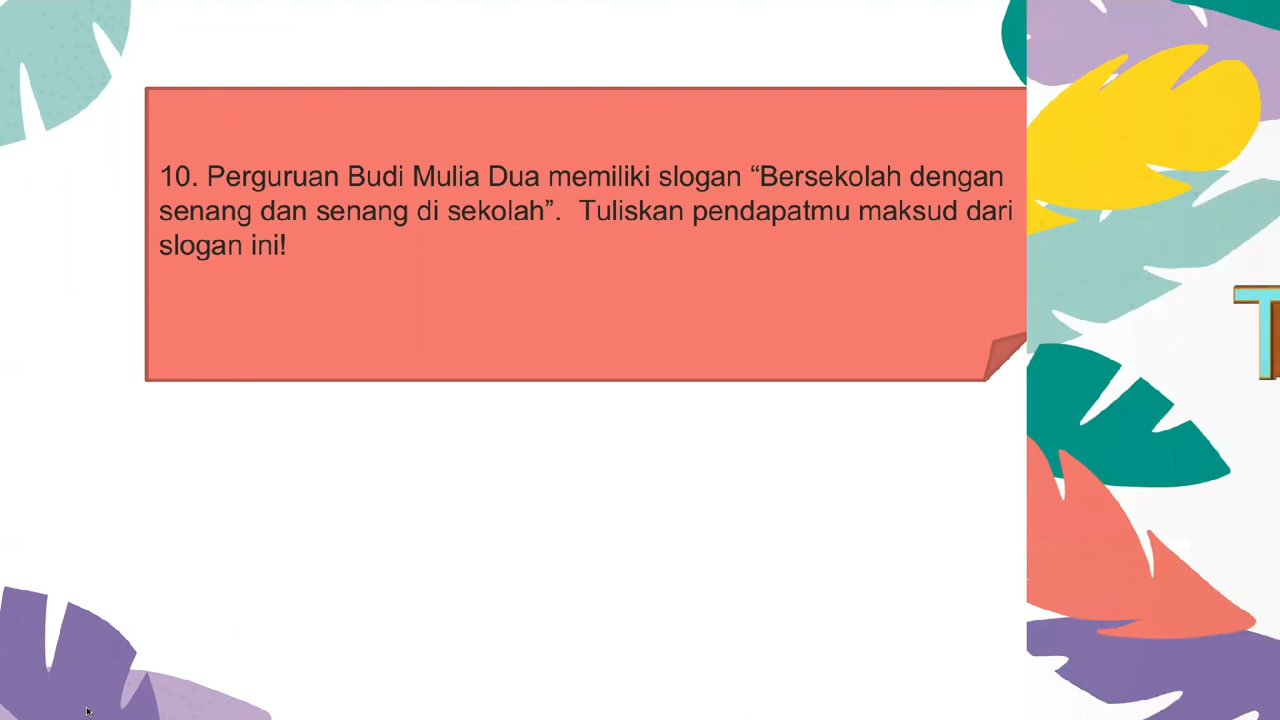 10. Perguruan Budi Mulia Dua memiliki slogan “Bersekolah dengan
senang dan senang di sekolah”.  Tuliskan pendapatmu maksud dari
slogan ini!
T